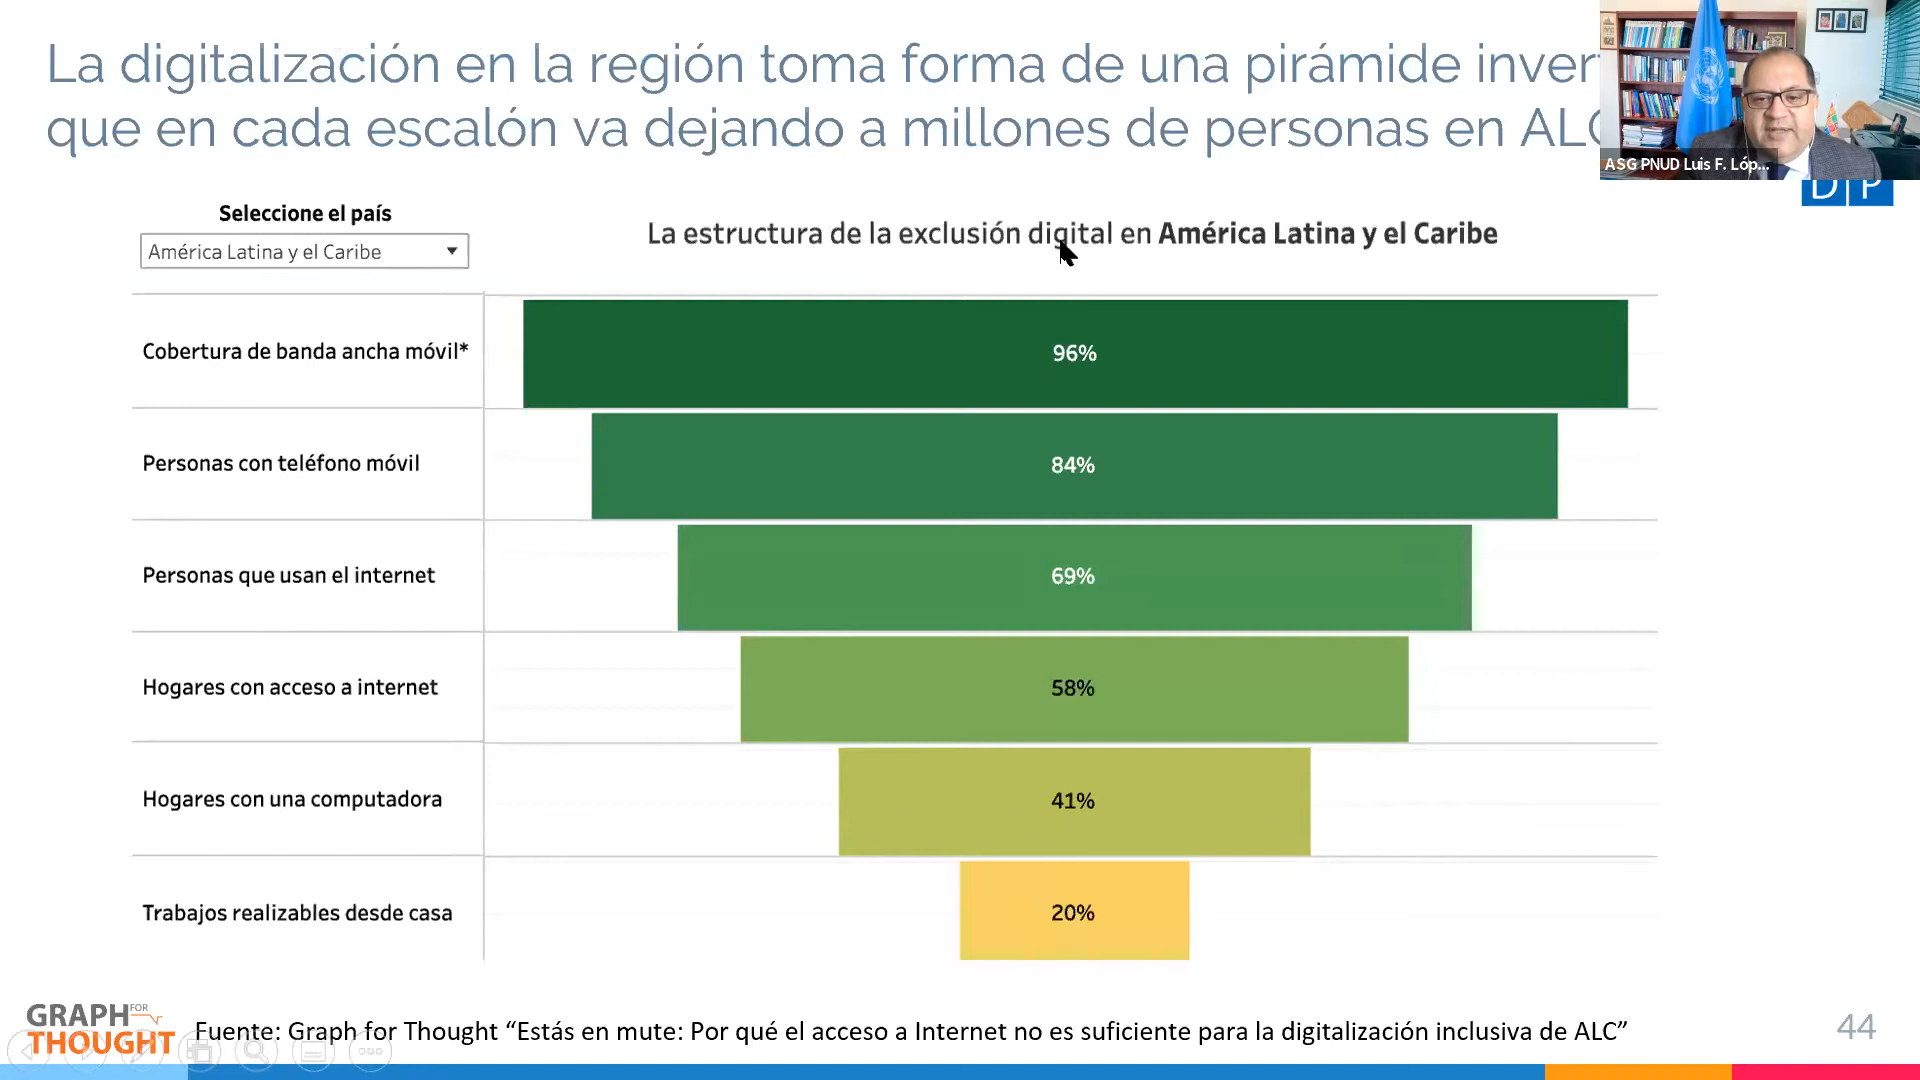 La digitalización en la región toma forma de una pirámide
que en cada escalón va dejando a millones de personas en
ASG PNUD Luis F. Lóp...
D P
Seleccione el país
América Latina y el Caribe
La estructura de la exclusión digital en América Latina y el Caribe
Cobertura de banda ancha móvil* 96%
Personas con teléfono móvil 84%
Personas que usan el internet 69%
Hogares con acceso a internet 58%
Hogares con una computadora 41%
Trabajos realizables desde casa 20%
GRAPH FOR
THOUGHT
Fuente: Graph for Thought “Estás en mute: Por qué el acceso a Internet no es suficiente para la digitalización inclusiva de ALC”
44